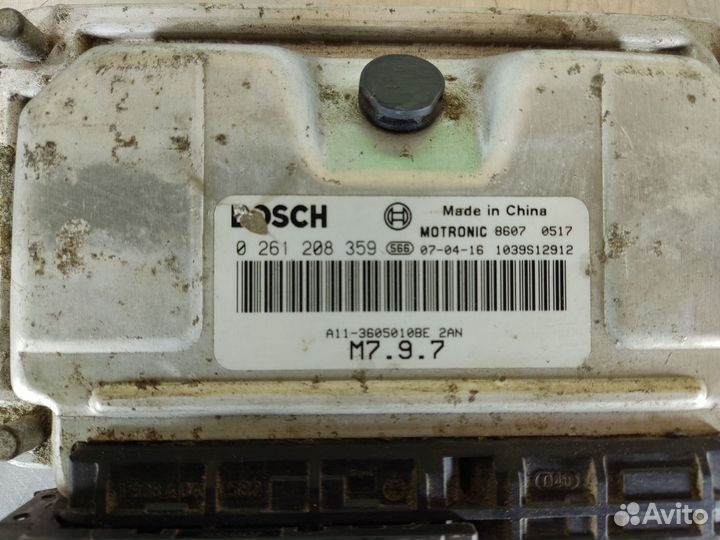 BOSCH
Made in China
MOTRONIC 8607 0517
0 261 208 359 S66 07-04-16 1039S12912
A11-3605010BE 2AN
M7.9.7
Avito